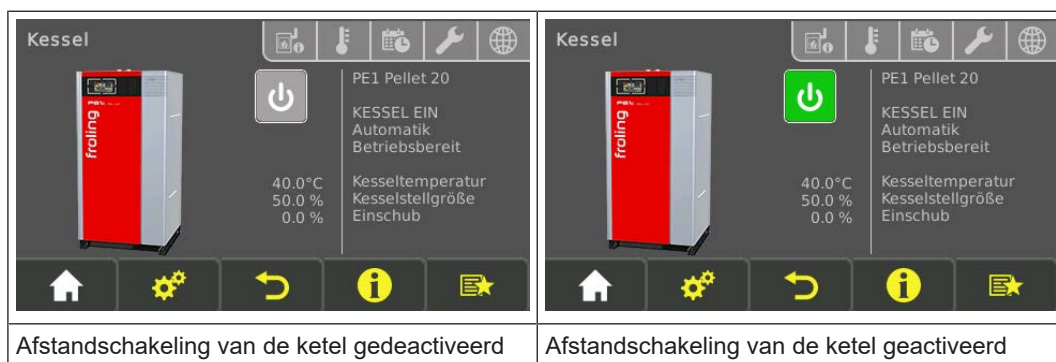 Kessel
PE1 Pellet 20
KESSEL EIN
Automatik
Betriebsbereit
40.0°C Kesseltemperatur
50.0 % Kesselstellgröße
0.0 % Einschub
froling
Afstandschakeling van de ketel gedeactiveerd
Kessel
PE1 Pellet 20
KESSEL EIN
Automatik
Betriebsbereit
40.0°C Kesseltemperatur
50.0 % Kesselstellgröße
0.0 % Einschub
froling
Afstandschakeling van de ketel geactiveerd